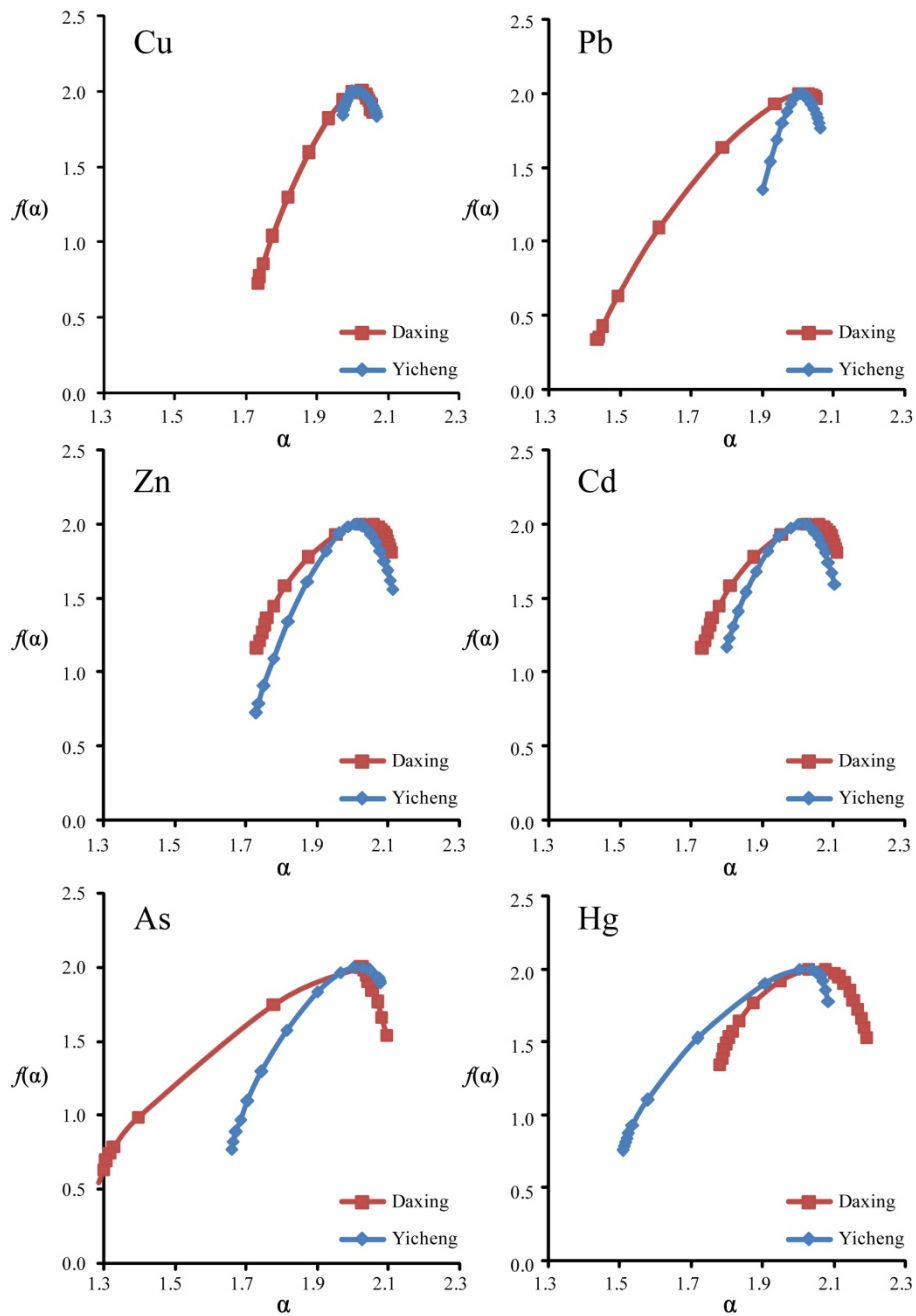 Cu
2.5
2.0
1.5
f(α)
1.0
0.5
0.0
Daxing
Yicheng
1.3 1.5 1.7 1.9 2.1 2.3
α
Pb
2.5
2.0
1.5
f(α)
1.0
0.5
0.0
Daxing
Yicheng
1.3 1.5 1.7 1.9 2.1 2.3
α
Zn
2.5
2.0
1.5
f(α)
1.0
0.5
0.0
Daxing
Yicheng
1.3 1.5 1.7 1.9 2.1 2.3
α
Cd
2.5
2.0
1.5
f(α)
1.0
0.5
0.0
Daxing
Yicheng
1.3 1.5 1.7 1.9 2.1 2.3
α
As
2.5
2.0
1.5
f(α)
1.0
0.5
0.0
Daxing
Yicheng
1.3 1.5 1.7 1.9 2.1 2.3
α
Hg
2.5
2.0
1.5
f(α)
1.0
0.5
0.0
Daxing
Yicheng
1.3 1.5 1.7 1.9 2.1 2.3
α